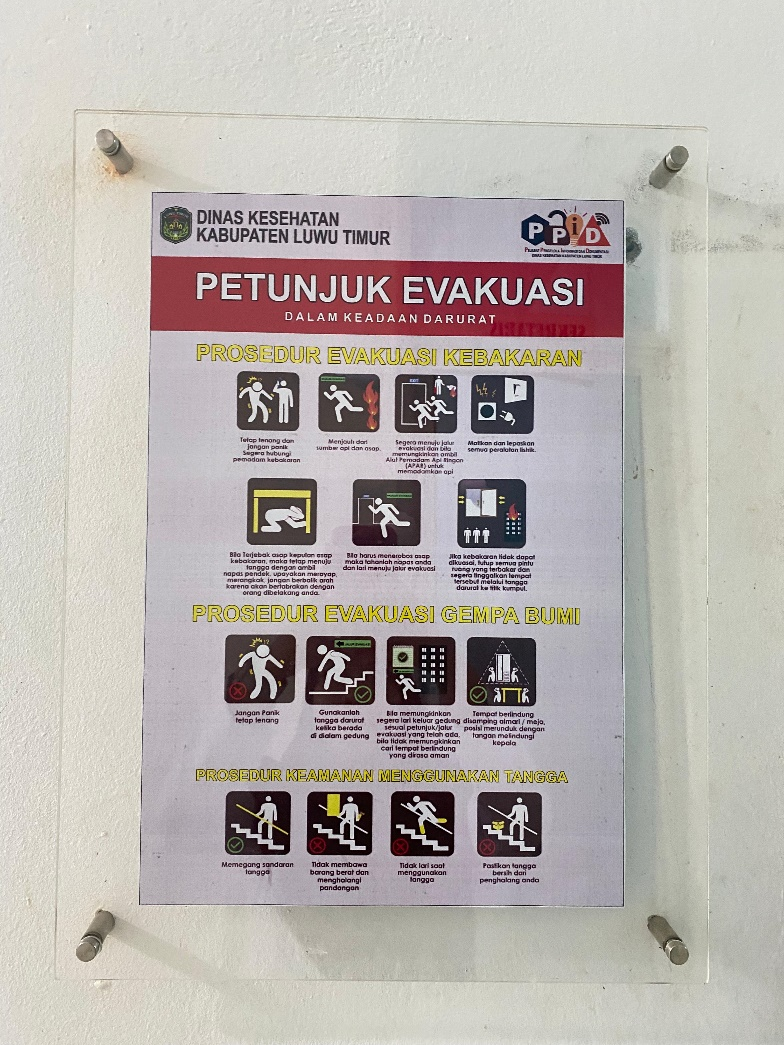 DINAS KESEHATAN
KABUPATEN LUWU TIMUR
PPiD
DINAS KESEHATAN KABUPATEN LUWU TIMUR
PETUNJUK EVAKUASI
DALAM KEADAAN DARURAT
PROSEDUR EVAKUASI KEBAKARAN
Tetap tenang dan
jangan panik
Segera hubungi
pemadam kebakaran
Menjauh dari
sumber api dan asap.
Segera menuju jalur
evakuasi dan bila
memungkinkan ambil
Alat Pemadam Api Ringan
(APAR) untuk
memadamkan api
Matikan dan lepaskan
semua peralatan listrik.
Bila Terjebak asap kepulan asap
kebakaran, maka tetap menuju
tangga dengan ambil
napas pendek, upayakan merayap,
merangkak, jangan berbalik arah
karena akan bertabrakan dengan
orang dibelakang anda.
Bila harus menerobos asap
maka tahanlah napas anda
dan lari menuju jalur evakuasi
Jika kebakaran tidak dapat
dikuasai, tutup semua pintu
ruang yang terbakar dan
segera tinggalkan tempat
tersebut melalui tangga
darurat ke titik kumpul.
PROSEDUR EVAKUASI GEMPA BUMI
Jangan Panik
tetap tenang
Gunakanlah
tangga darurat
ketika berada
di dialam gedung
Bila memungkinkan
segera lari keluar gedung
sesuai petunjuk/jalur
evakuasi yang telah ada,
bila tidak memungkinkan
cari tempat berlindung
yang dirasa aman
Tempat berlindung
disamping almari / meja,
posisi merunduk dengan
tangan melindungi
kepala
PROSEDUR KEAMANAN MENGGUNAKAN TANGGA
Memegang sandaran
tangga
Tidak membawa
barang berat dan
menghalangi
pandangan
Tidak lari saat
menggunakan
tangga
Pastikan tangga
bersih dari
penghalang anda